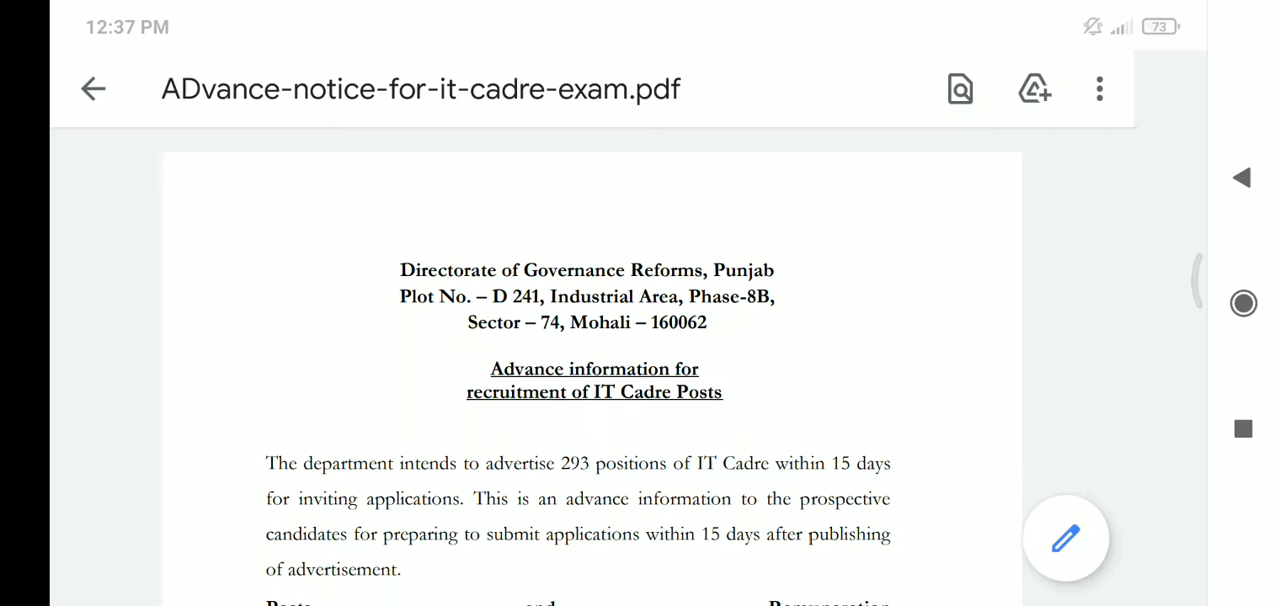 12:37 PM
73
ADvance-notice-for-it-cadre-exam.pdf
Directorate of Governance Reforms, Punjab
Plot No. – D 241, Industrial Area, Phase-8B,
Sector – 74, Mohali – 160062
Advance information for
recruitment of IT Cadre Posts
The department intends to advertise 293 positions of IT Cadre within 15 days
for inviting applications. This is an advance information to the prospective
candidates for preparing to submit applications within 15 days after publishing
of advertisement.
Posts and Remuneration